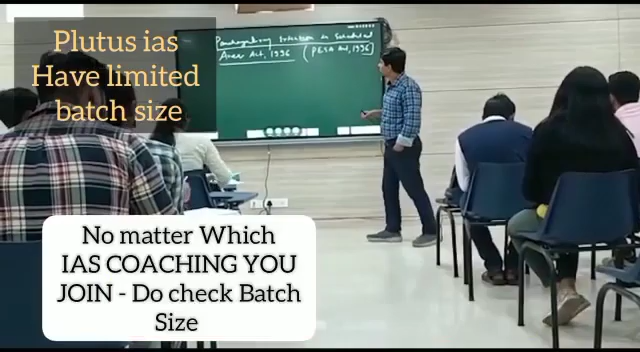 Plutus ias
Have limited
batch size
Area Act, 1996 (PESA Act, 1996)
No matter Which
IAS COACHING YOU
JOIN - Do check Batch
Size